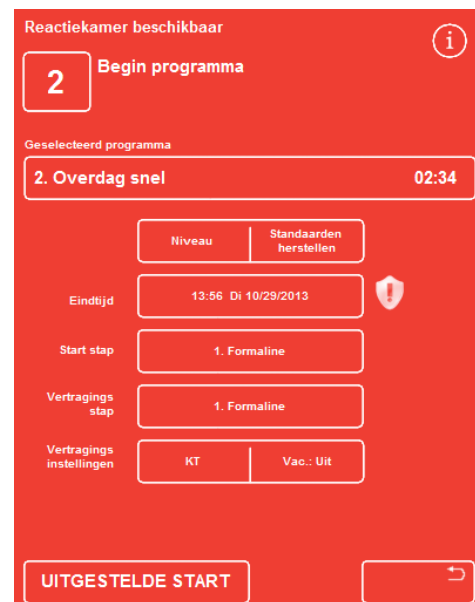 Reactiekamer beschikbaar
i
2
Begin programma
Geselecteerd programma
2. Overdag snel 02:34
Niveau
Standaarden
herstellen
Eindtijd
13:56 Di 10/29/2013
!
Start stap
1. Formaline
Vertragings
stap
1. Formaline
Vertragings
instellingen
KT
Vac.: Uit
UITGESTELDE START